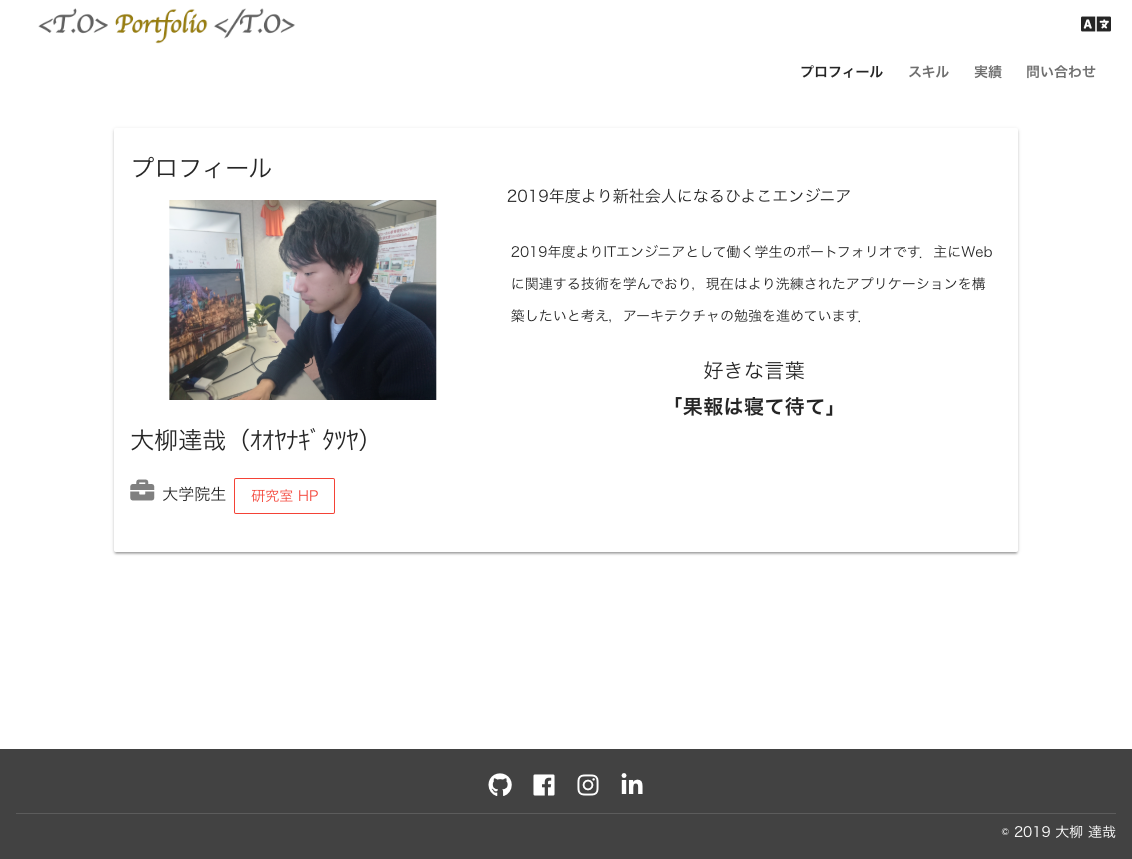 <T.O> Portfolio </T.O>
A 文
プロフィール スキル 実績 問い合わせ
プロフィール
2019年度より新社会人になるひよこエンジニア
2019年度よりITエンジニアとして働く学生のポートフォリオです．主にWeb
に関連する技術を学んでおり，現在はより洗練されたアプリケーションを構
築したいと考え，アーキテクチャの勉強を進めています．
好きな言葉
「果報は寝て待て」
大柳達哉（ｵｵﾔﾅｷﾞ ﾀﾂﾔ）
大学院生 研究室 HP
© 2019 大柳 達哉